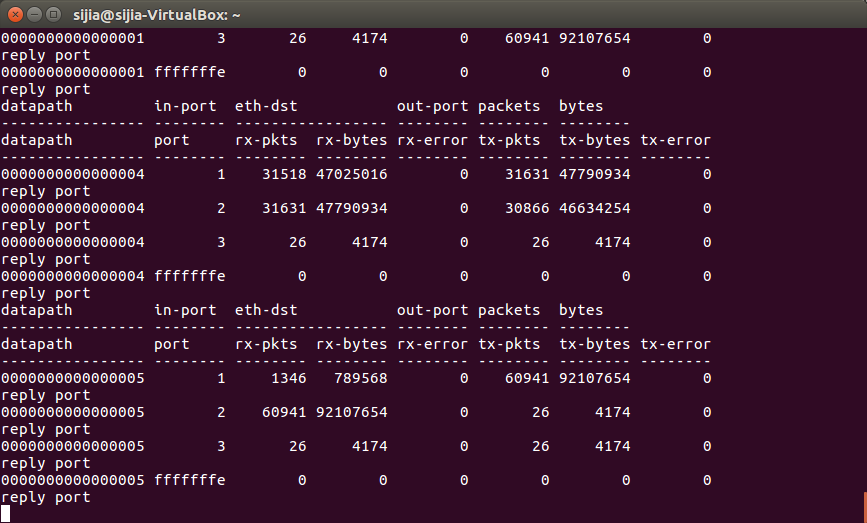 sijia@sijia-VirtualBox: ~
0000000000000001        3       26     4174        0    60941 92107654        0
reply port
0000000000000001 fffffffe        0        0        0        0        0        0
reply port
datapath         in-port  eth-dst           out-port packets  bytes
---------------- -------- ----------------- -------- -------- --------
datapath         port     rx-pkts  rx-bytes rx-error tx-pkts  tx-bytes tx-error
---------------- -------- -------- -------- -------- -------- -------- --------
0000000000000004        1    31518 47025016        0    31631 47790934        0
reply port
0000000000000004        2    31631 47790934        0    30866 46634254        0
reply port
0000000000000004        3       26     4174        0       26     4174        0
reply port
0000000000000004 fffffffe        0        0        0        0        0        0
reply port
datapath         in-port  eth-dst           out-port packets  bytes
---------------- -------- ----------------- -------- -------- --------
datapath         port     rx-pkts  rx-bytes rx-error tx-pkts  tx-bytes tx-error
---------------- -------- -------- -------- -------- -------- -------- --------
0000000000000005        1     1346   789568        0    60941 92107654        0
reply port
0000000000000005        2    60941 92107654        0       26     4174        0
reply port
0000000000000005        3       26     4174        0       26     4174        0
reply port
0000000000000005 fffffffe        0        0        0        0        0        0
reply port